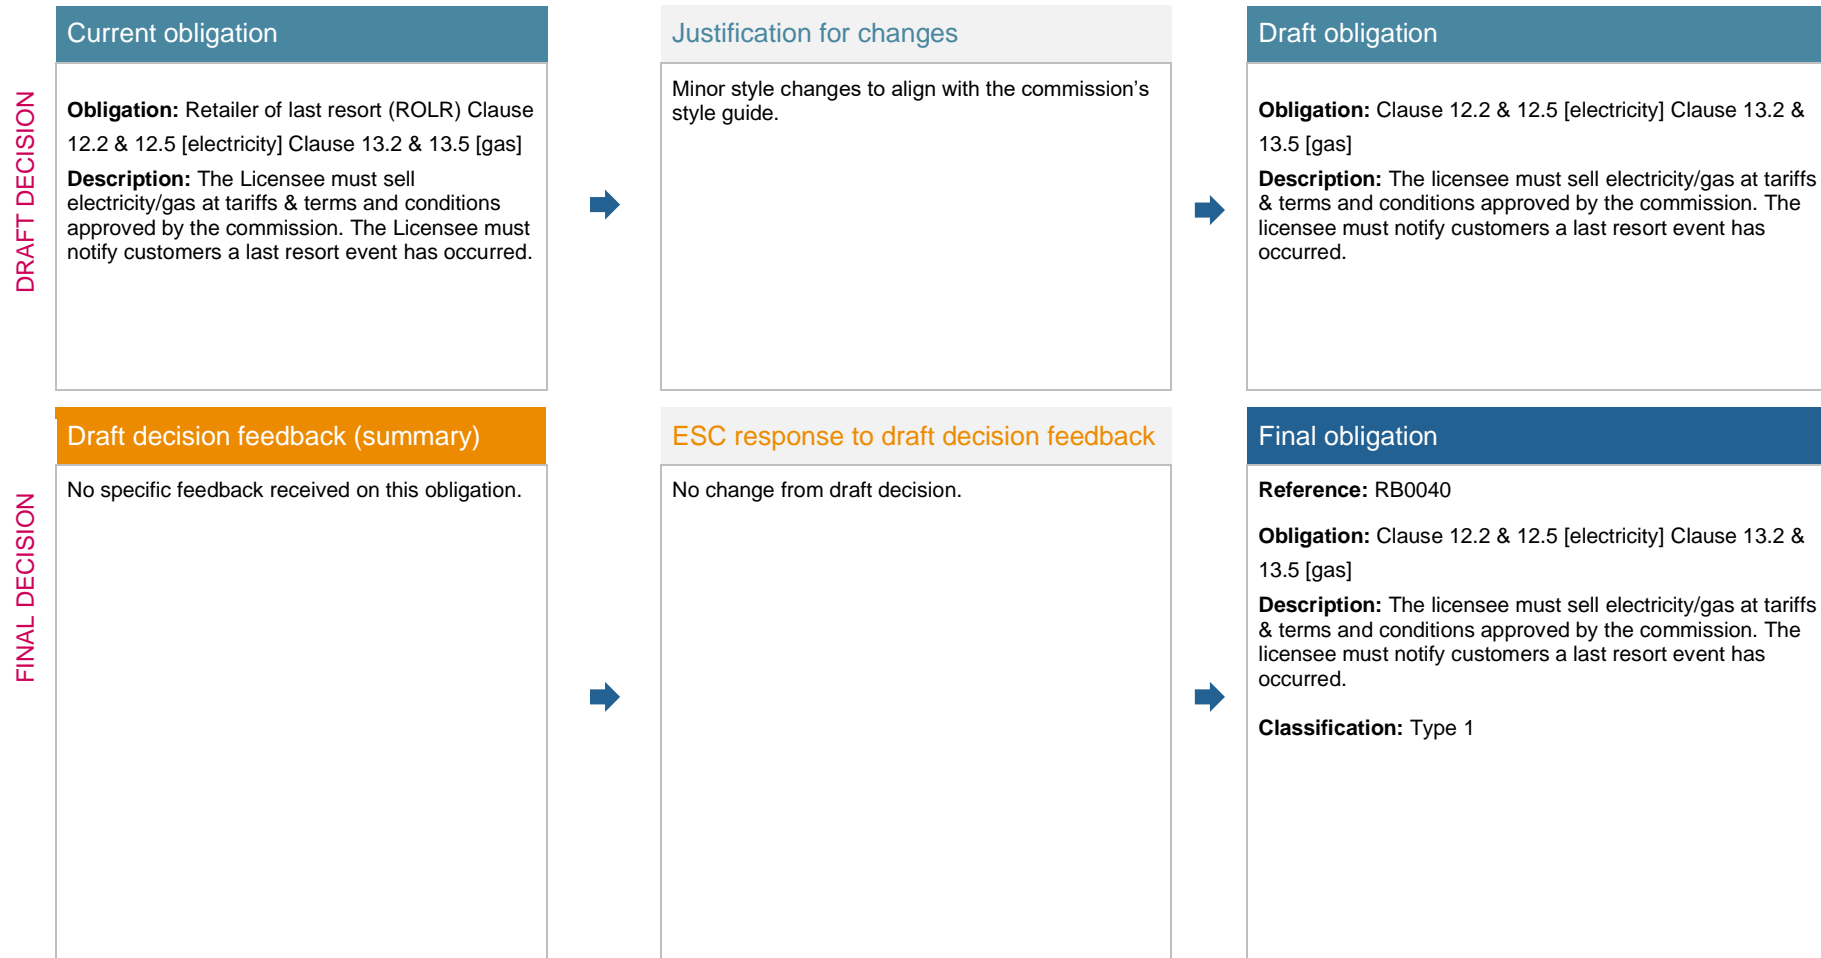 DRAFT DECISION
Current obligation
Obligation: Retailer of last resort (ROLR) Clause
12.2 & 12.5 [electricity] Clause 13.2 & 13.5 [gas]
Description: The Licensee must sell
electricity/gas at tariffs & terms and conditions
approved by the commission. The Licensee must
notify customers a last resort event has occurred.
Justification for changes
Minor style changes to align with the commission’s
style guide.
Draft obligation
Obligation: Clause 12.2 & 12.5 [electricity] Clause 13.2 &
13.5 [gas]
Description: The licensee must sell electricity/gas at tariffs
& terms and conditions approved by the commission. The
licensee must notify customers a last resort event has
occurred.
FINAL DECISION
Draft decision feedback (summary)
No specific feedback received on this obligation.
ESC response to draft decision feedback
No change from draft decision.
Final obligation
Reference: RB0040
Obligation: Clause 12.2 & 12.5 [electricity] Clause 13.2 &
13.5 [gas]
Description: The licensee must sell electricity/gas at tariffs
& terms and conditions approved by the commission. The
licensee must notify customers a last resort event has
occurred.
Classification: Type 1